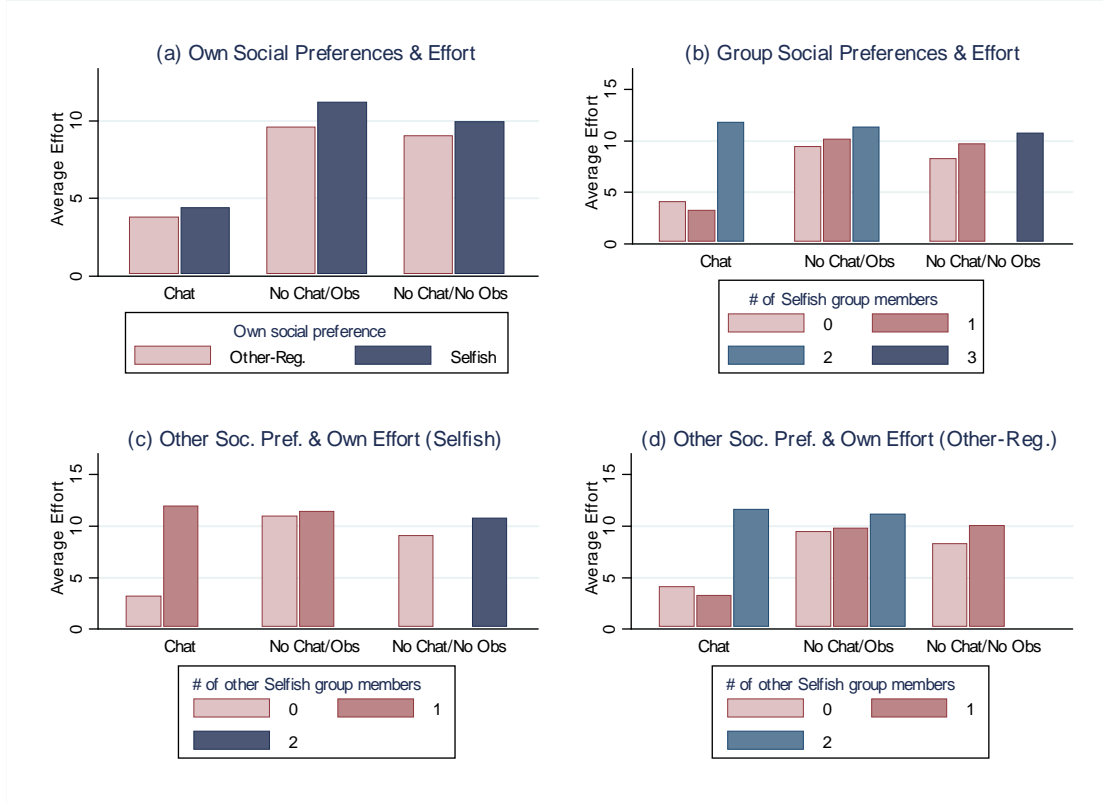 (a) Own Social Preferences & Effort
Average Effort
10
5
0
Chat
No Chat/Obs
No Chat/No Obs
Own social preference
Other-Reg.
Selfish
(b) Group Social Preferences & Effort
Average Effort
15
10
5
0
Chat
No Chat/Obs
No Chat/No Obs
# of Selfish group members
0
1
2
3
(c) Other Soc. Pref. & Own Effort (Selfish)
Average Effort
15
10
5
0
Chat
No Chat/Obs
No Chat/No Obs
# of other Selfish group members
0
1
2
(d) Other Soc. Pref. & Own Effort (Other-Reg.)
Average Effort
15
10
5
0
Chat
No Chat/Obs
No Chat/No Obs
# of other Selfish group members
0
1
2